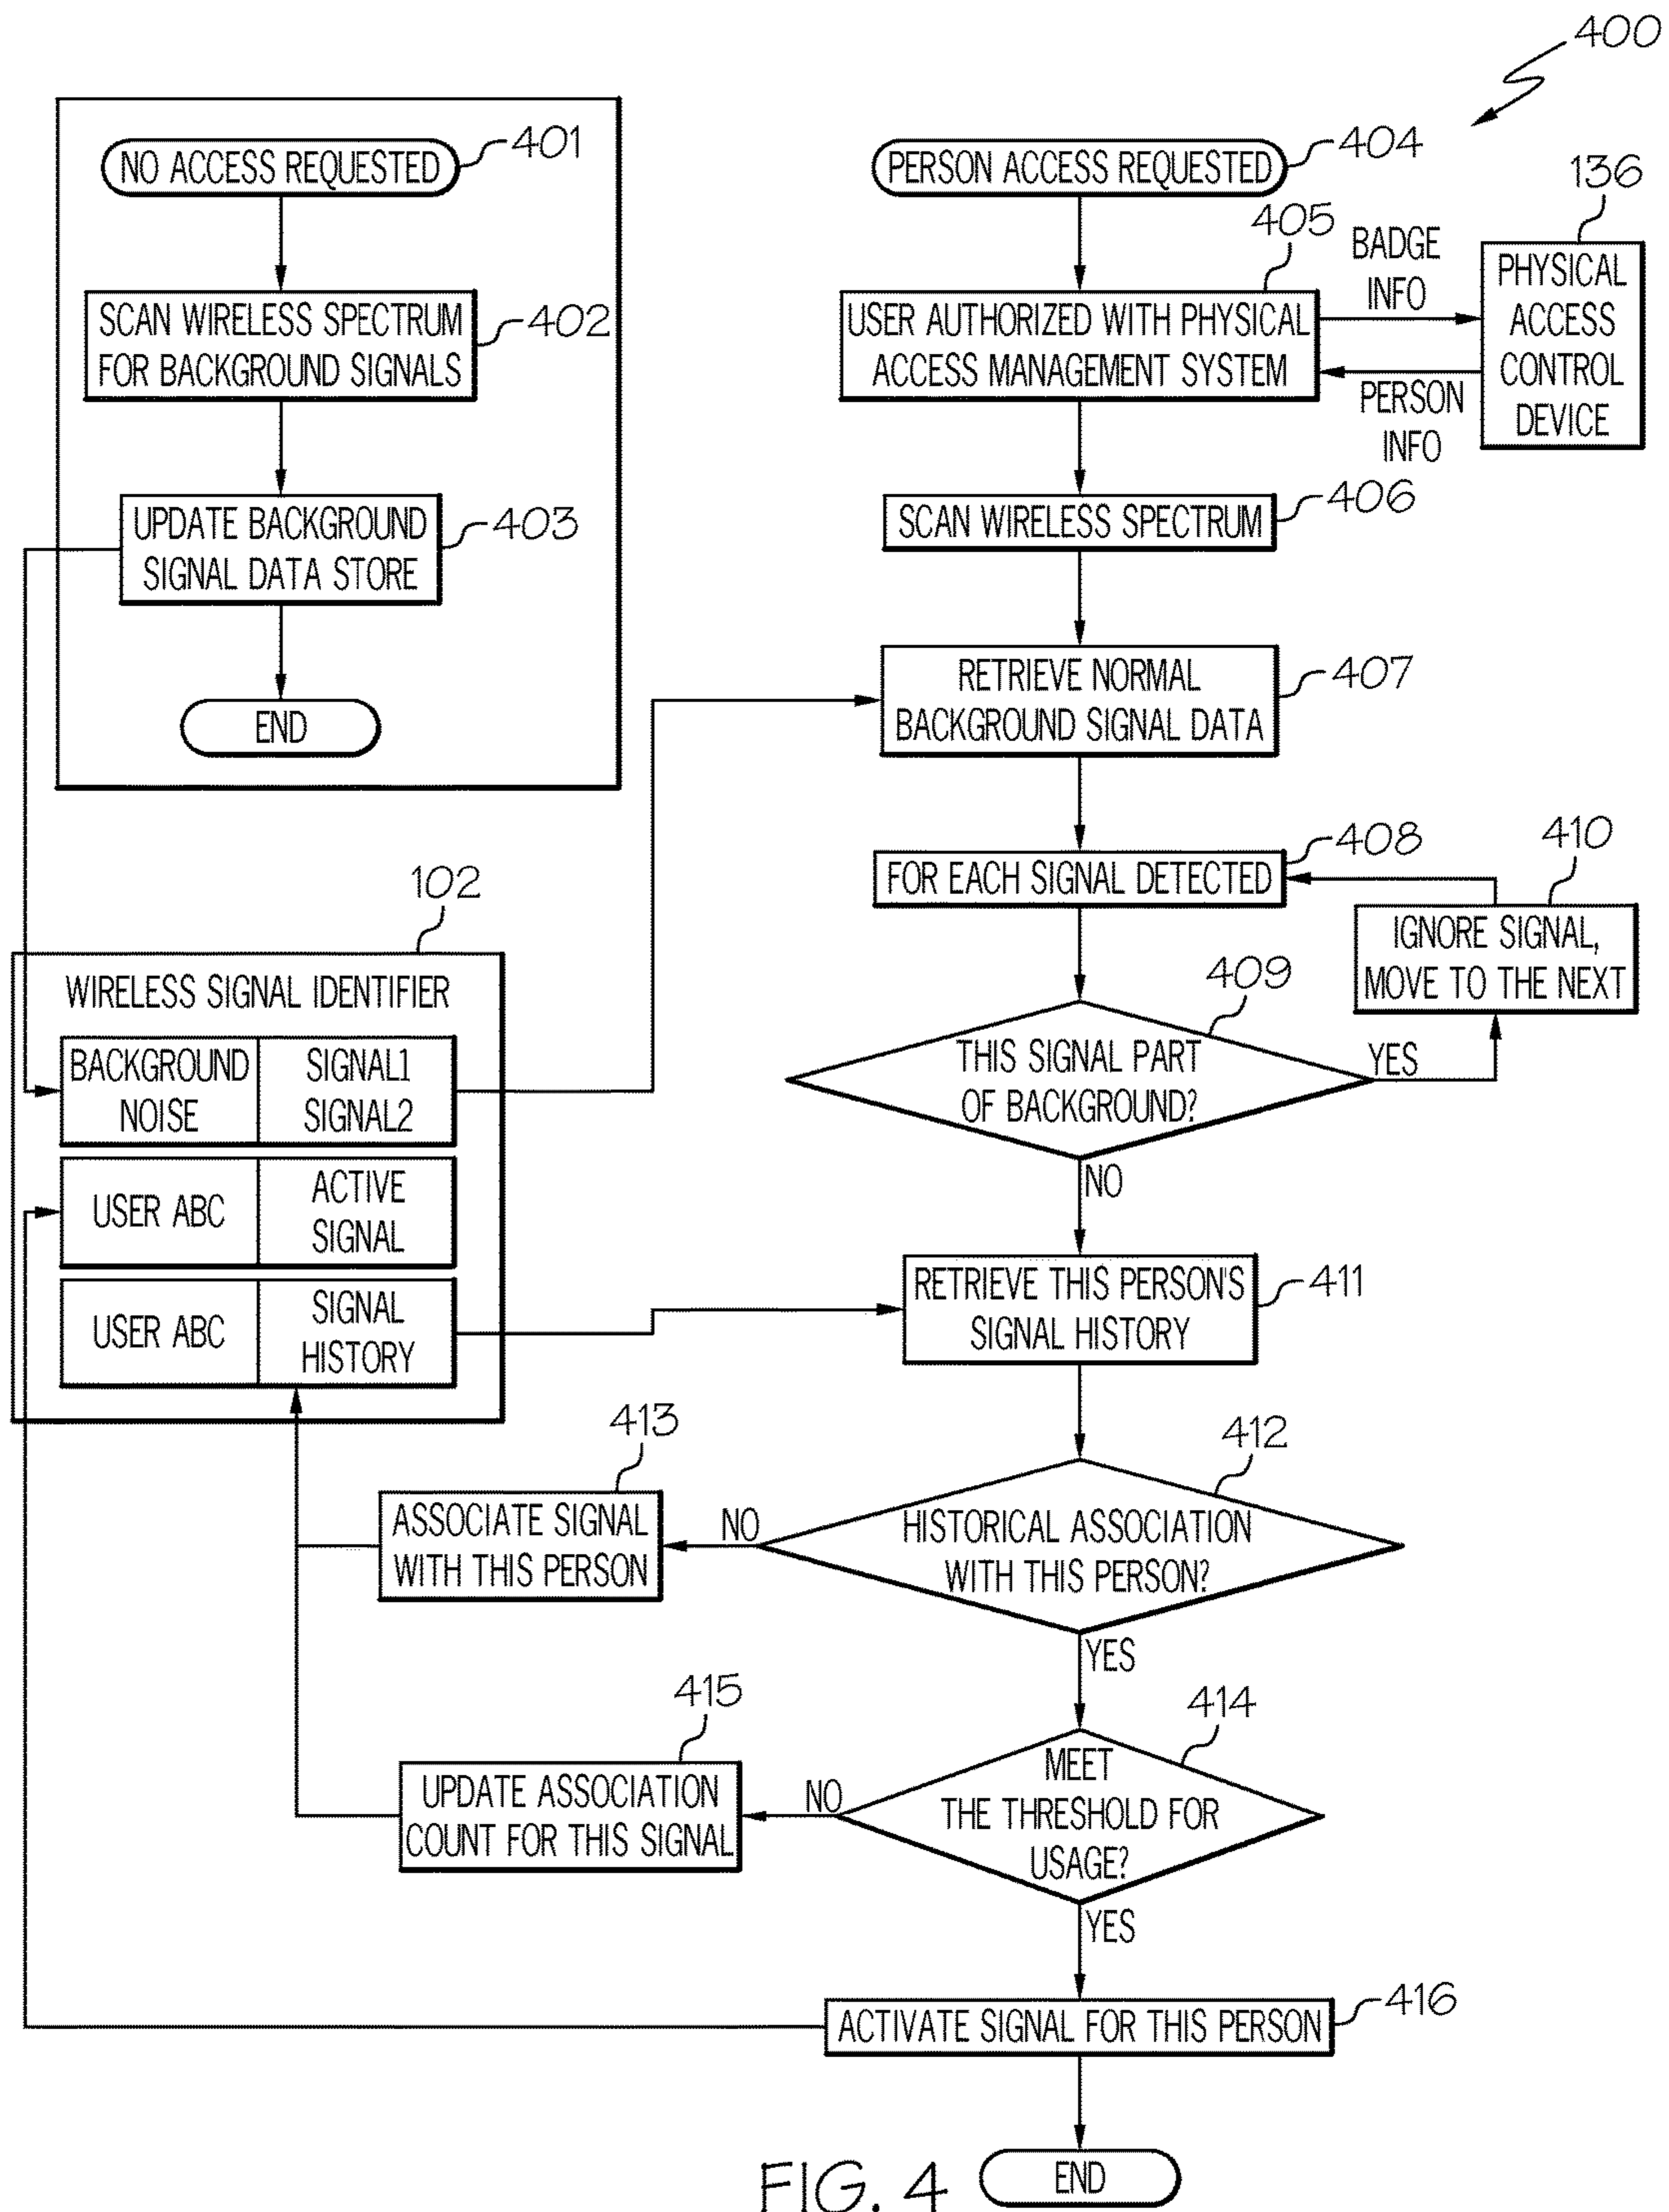 400
NO ACCESS REQUESTED
401
SCAN WIRELESS SPECTRUM
FOR BACKGROUND SIGNALS
402
UPDATE BACKGROUND
SIGNAL DATA STORE
403
END
PERSON ACCESS REQUESTED
404
405
USER AUTHORIZED WITH PHYSICAL
ACCESS MANAGEMENT SYSTEM
BADGE
INFO
PERSON
INFO
136
PHYSICAL
ACCESS
CONTROL
DEVICE
SCAN WIRELESS SPECTRUM
406
RETRIEVE NORMAL
BACKGROUND SIGNAL DATA
407
FOR EACH SIGNAL DETECTED
408
410
IGNORE SIGNAL,
MOVE TO THE NEXT
409
THIS SIGNAL PART
OF BACKGROUND?
YES
NO
102
WIRELESS SIGNAL IDENTIFIER
BACKGROUND
NOISE
SIGNAL1
SIGNAL2
USER ABC
ACTIVE
SIGNAL
USER ABC
SIGNAL
HISTORY
RETRIEVE THIS PERSON'S
SIGNAL HISTORY
411
412
HISTORICAL ASSOCIATION
WITH THIS PERSON?
NO
413
ASSOCIATE SIGNAL
WITH THIS PERSON
YES
414
MEET
THE THRESHOLD FOR
USAGE?
NO
415
UPDATE ASSOCIATION
COUNT FOR THIS SIGNAL
YES
ACTIVATE SIGNAL FOR THIS PERSON
416
END
FIG. 4